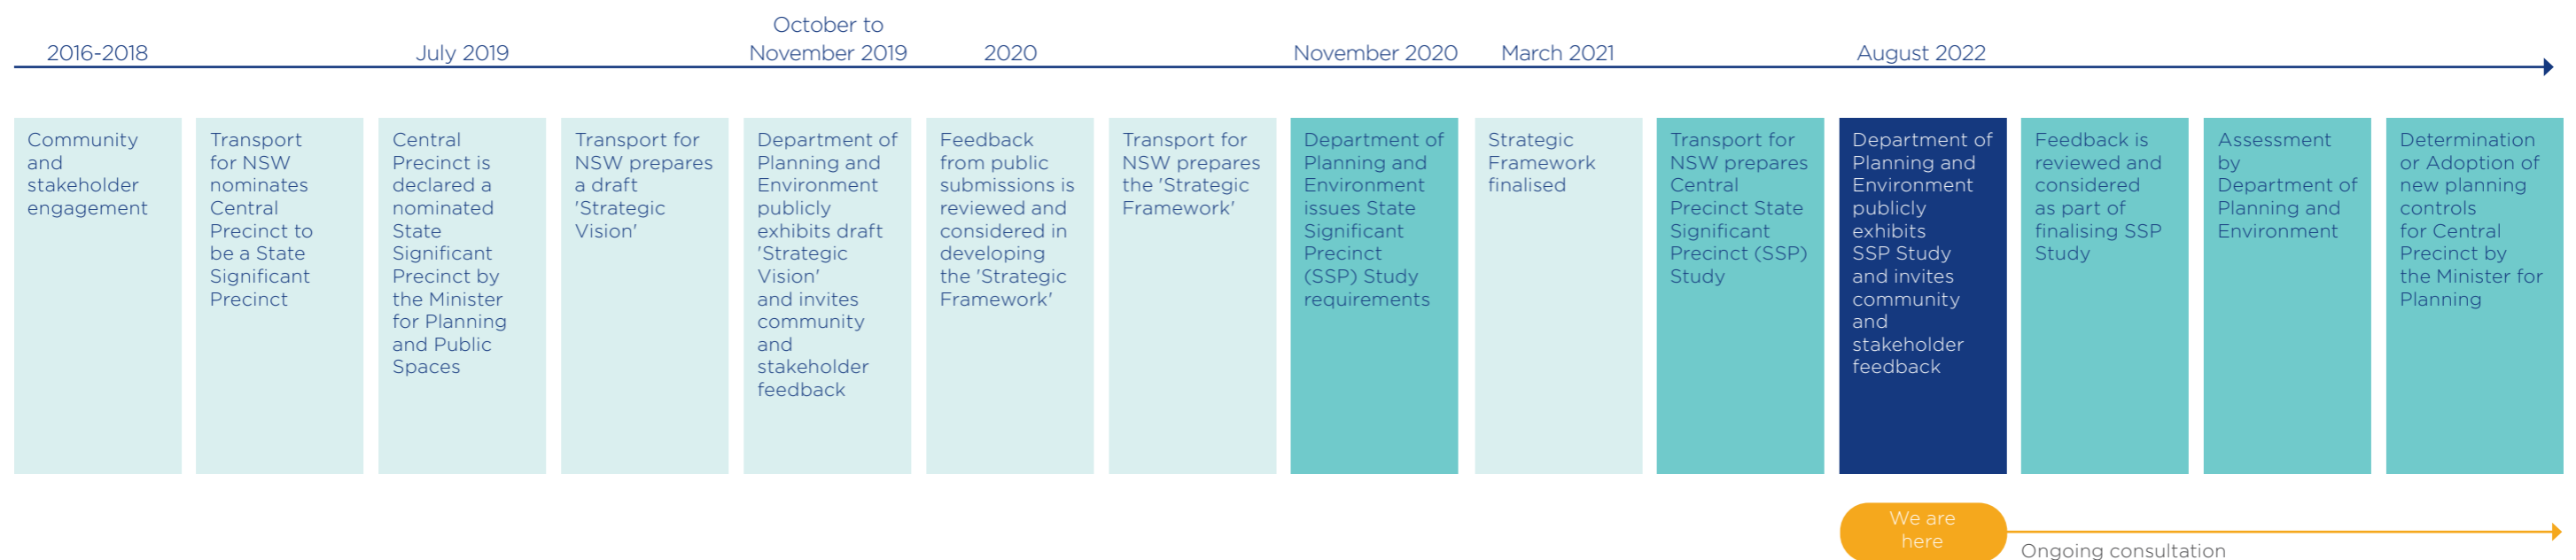 2016-2018
July 2019
October to
November 2019
2020
November 2020
March 2021
August 2022
Community
and
stakeholder
engagement
Transport
for NSW
nominates
Central
Precinct to
be a State
Significant
Precinct
Central
Precinct is
declared a
nominated
State
Significant
Precinct by
the Minister
for Planning
and Public
Spaces
Transport for
NSW prepares
a draft
'Strategic
Vision'
Department of
Planning and
Environment
publicly
exhibits draft
'Strategic
Vision'
and invites
community
and
stakeholder
feedback
Feedback
from public
submissions is
reviewed and
considered in
developing
the 'Strategic
Framework'
Transport for
NSW prepares
the 'Strategic
Framework'
Department of
Planning and
Environment
issues State
Significant
Precinct
(SSP) Study
requirements
Strategic
Framework
finalised
Transport for
NSW prepares
Central
Precinct State
Significant
Precinct (SSP)
Study
Department of
Planning and
Environment
publicly
exhibits
SSP Study
and invites
community
and
stakeholder
feedback
Feedback is
reviewed and
considered
as part of
finalising SSP
Study
Assessment
by
Department of
Planning and
Environment
Determination
or Adoption of
new planning
controls
for Central
Precinct by
the Minister for
Planning
We are
here
Ongoing consultation